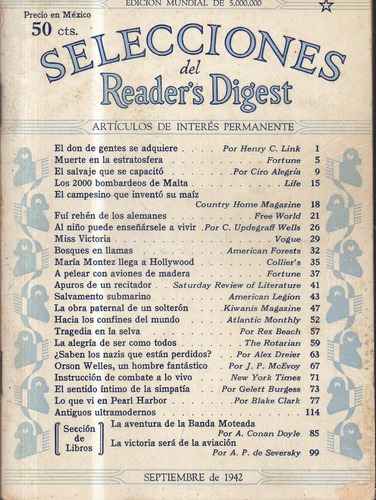 EDICION MUNDIAL DE 5,000,000
Precio en México
50 cts.
SELECCIONES
del
Reader's Digest
ARTÍCULOS DE INTERÉS PERMANENTE
El don de gentes se adquiere . . . Por Henry C. Link 1
Muerte en la estratosfera . . . Fortune 5
El salvaje que se capacitó . . . Por Ciro Alegría 9
Los 2000 bombardeos de Malta . . . Life 15
El campesino que inventó su maíz
Country Home Magazine 18
Fuí rehén de los alemanes . . . Free World 21
Al niño puede enseñársele a vivir . Por C. Updegraff Welks 26
Miss Victoria . . . Vogue 29
Bosques en llamas . . . American Forests 32
María Montez llega a Hollywood . . . Collier's 35
A pelear con aviones de madera . . . Fortune 37
Apuros de un recitador . Saturday Review of Literature 41
Salvamento submarino . . . American Legion 43
La obra paternal de un solterón . . . Kiwanis Magazine 47
Hacia los confines del mundo . . . Atlantic Monthly 52
Tragedia en la selva . . . Por Rex Beach 57
La alegría de ser como todos . . . The Rotarian 59
¿Saben los nazis que están perdidos? . Por Alex Dreier 63
Orson Welles, un hombre fantástico . Por J. P. McEvoy 67
Instrucción de combate a lo vivo . . . New York Times 71
El sentido íntimo de la simpatía . . . Por Gelett Burgess 73
Lo que vi en Pearl Harbor . . . Por Blake Clark 77
Antiguos ultramodernos . . . 114
Sección de Libros
La aventura de la Banda Moteada
Por A. Conan Doyle 85
La victoria será de la aviación
Por A. P. de Seversky 99
SEPTIEMBRE de 1942